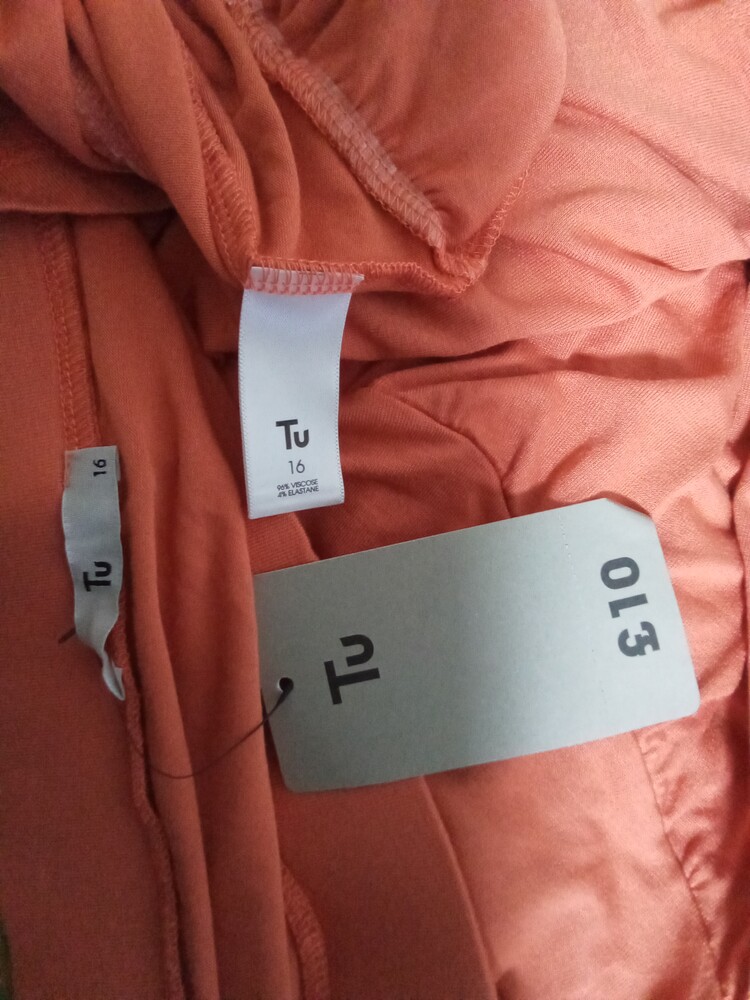 Tu
16
96% VISCOSE
4% ELASTANE
16
Tu
Tu
£10